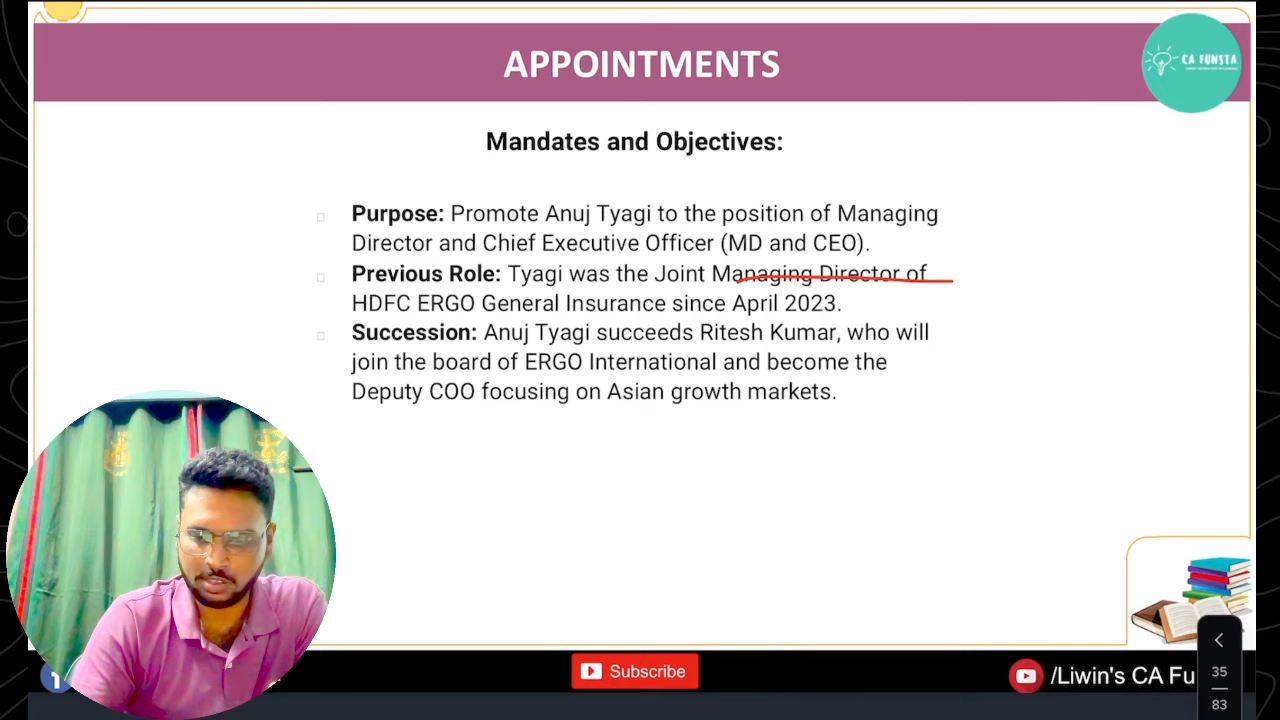 APPOINTMENTS
CA FUNSTA
Mandates and Objectives:
Purpose: Promote Anuj Tyagi to the position of Managing
Director and Chief Executive Officer (MD and CEO).
Previous Role: Tyagi was the Joint Managing Director of
HDFC ERGO General Insurance since April 2023.
Succession: Anuj Tyagi succeeds Ritesh Kumar, who will
join the board of ERGO International and become the
Deputy COO focusing on Asian growth markets.
Subscribe
/Liwin's CA Fu
35
83